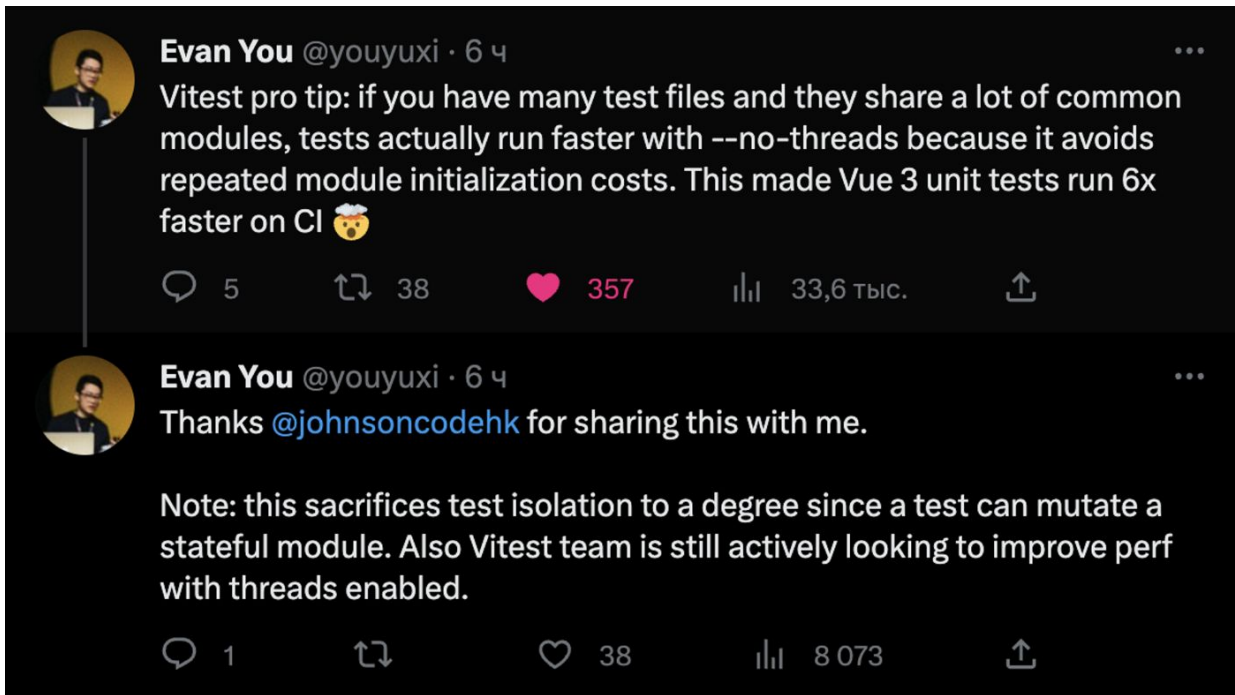 Evan You @youyuxi · 6 ч
Vitest pro tip: if you have many test files and they share a lot of common
modules, tests actually run faster with --no-threads because it avoids
repeated module initialization costs. This made Vue 3 unit tests run 6x
faster on CI 🤯
5 38 357 33,6 тыс.
Evan You @youyuxi · 6 ч
Thanks @johnsoncodehk for sharing this with me.
Note: this sacrifices test isolation to a degree since a test can mutate a
stateful module. Also Vitest team is still actively looking to improve perf
with threads enabled.
1 38 8 073